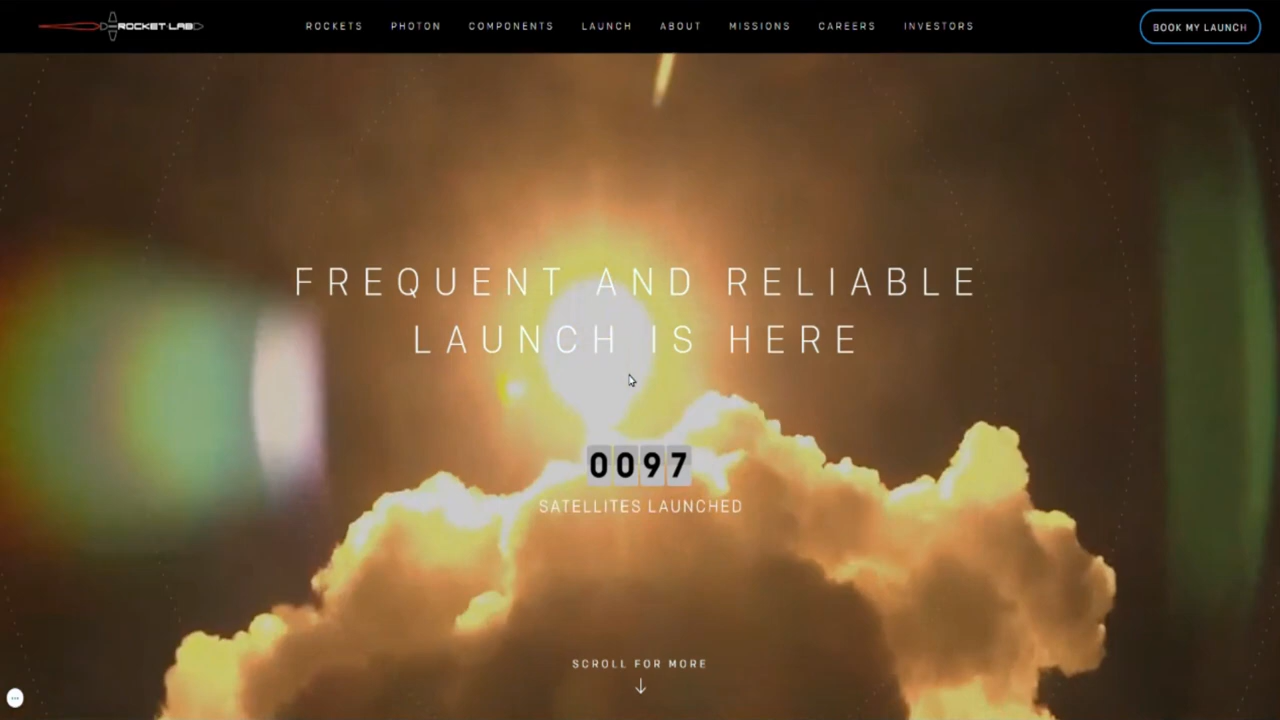 ROCKET LAB
ROCKETS PHOTON COMPONENTS LAUNCH ABOUT MISSIONS CAREERS INVESTORS
BOOK MY LAUNCH
FREQUENT AND RELIABLE
LAUNCH IS HERE
0097
SATELLITES LAUNCHED
SCROLL FOR MORE